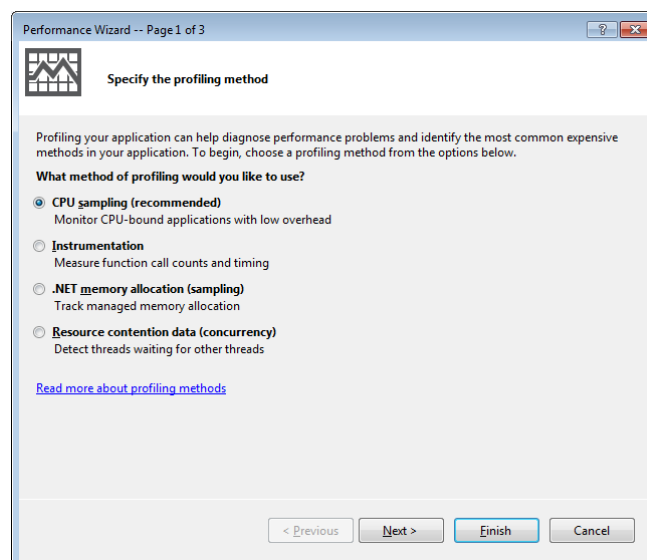 Performance Wizard -- Page 1 of 3
Specify the profiling method
Profiling your application can help diagnose performance problems and identify the most common expensive
methods in your application. To begin, choose a profiling method from the options below.
What method of profiling would you like to use?
CPU sampling (recommended)
Monitor CPU-bound applications with low overhead
Instrumentation
Measure function call counts and timing
.NET memory allocation (sampling)
Track managed memory allocation
Resource contention data (concurrency)
Detect threads waiting for other threads
Read more about profiling methods
< Previous Next > Finish Cancel